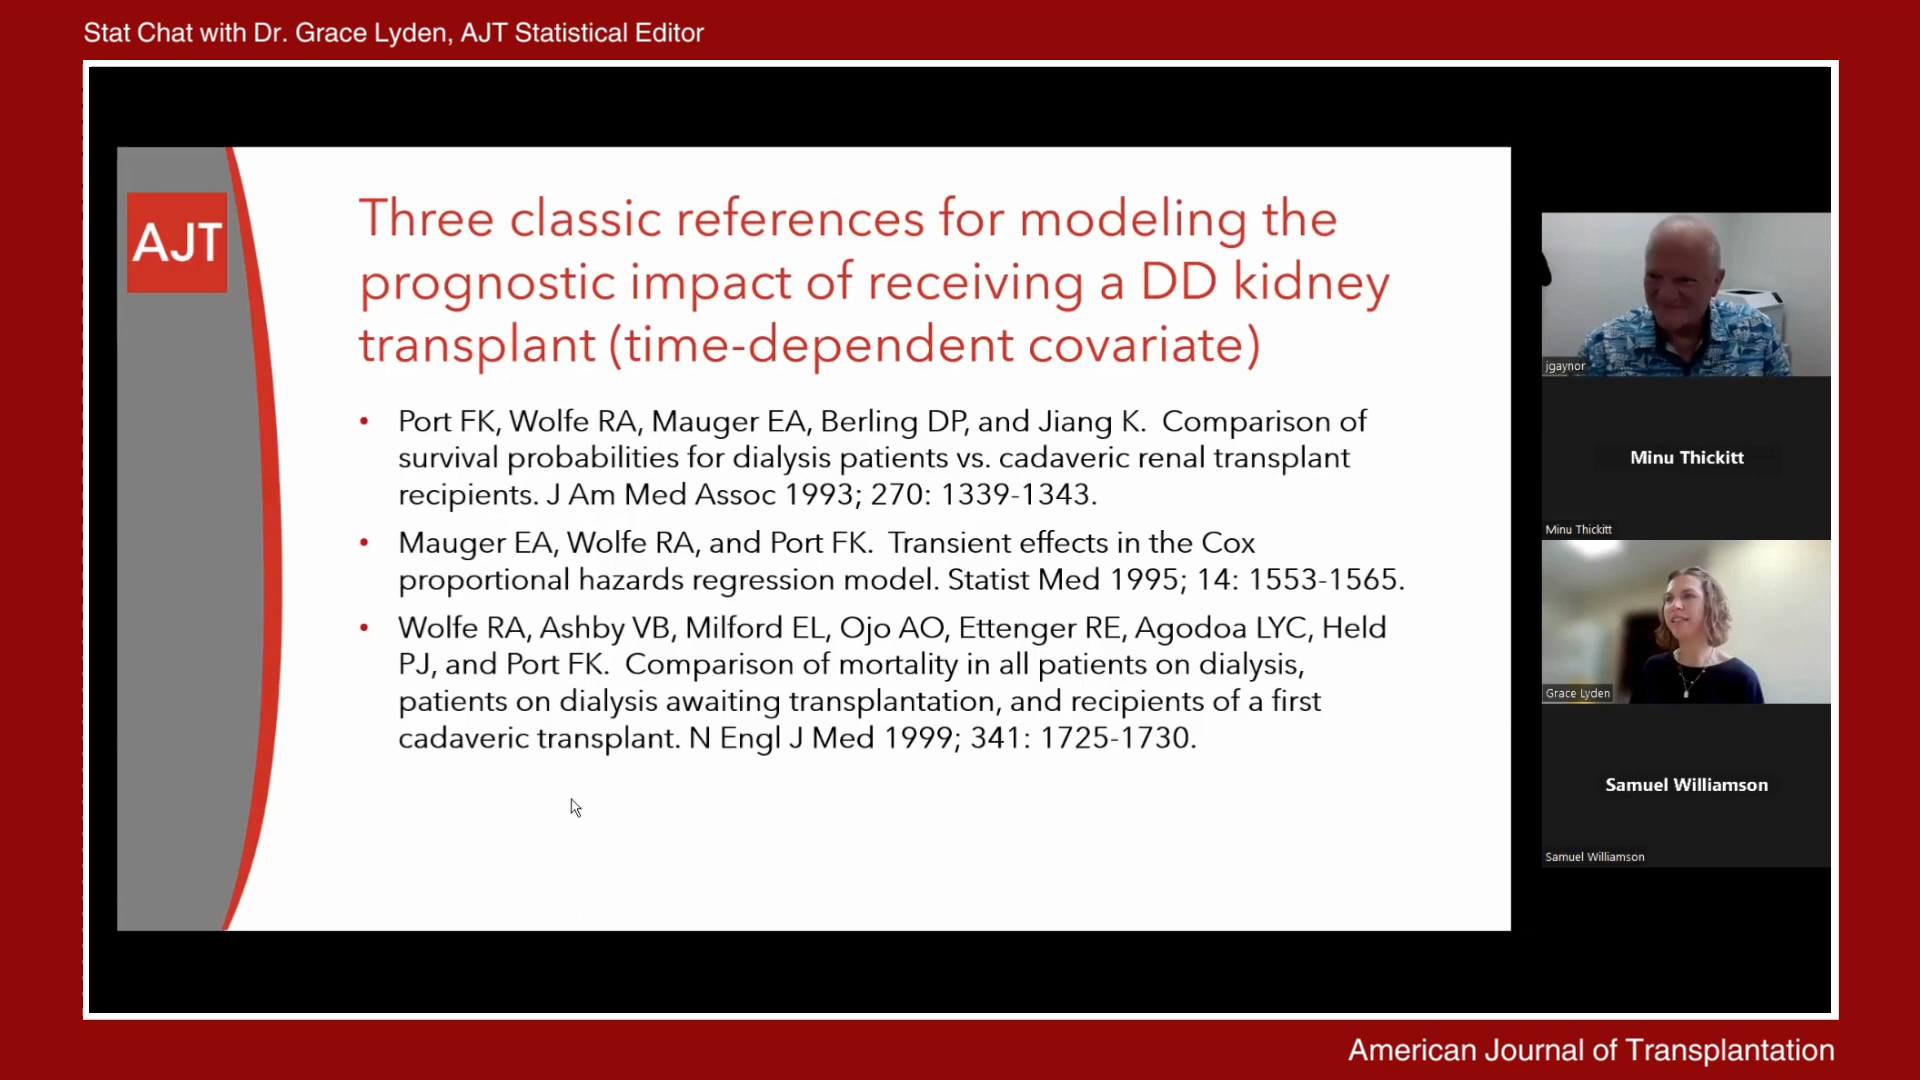 Stat Chat with Dr. Grace Lyden, AJT Statistical Editor
AJT
Three classic references for modeling the
prognostic impact of receiving a DD kidney
transplant (time-dependent covariate)
• Port FK, Wolfe RA, Mauger EA, Berling DP, and Jiang K.  Comparison of
survival probabilities for dialysis patients vs. cadaveric renal transplant
recipients. J Am Med Assoc 1993; 270: 1339-1343.
• Mauger EA, Wolfe RA, and Port FK.  Transient effects in the Cox
proportional hazards regression model. Statist Med 1995; 14: 1553-1565.
• Wolfe RA, Ashby VB, Milford EL, Ojo AO, Ettenger RE, Agodoa LYC, Held
PJ, and Port FK.  Comparison of mortality in all patients on dialysis,
patients on dialysis awaiting transplantation, and recipients of a first
cadaveric transplant. N Engl J Med 1999; 341: 1725-1730.
jgaynor
Minu Thickitt
Minu Thickitt
Grace Lyden
Samuel Williamson
Samuel Williamson
American Journal of Transplantation